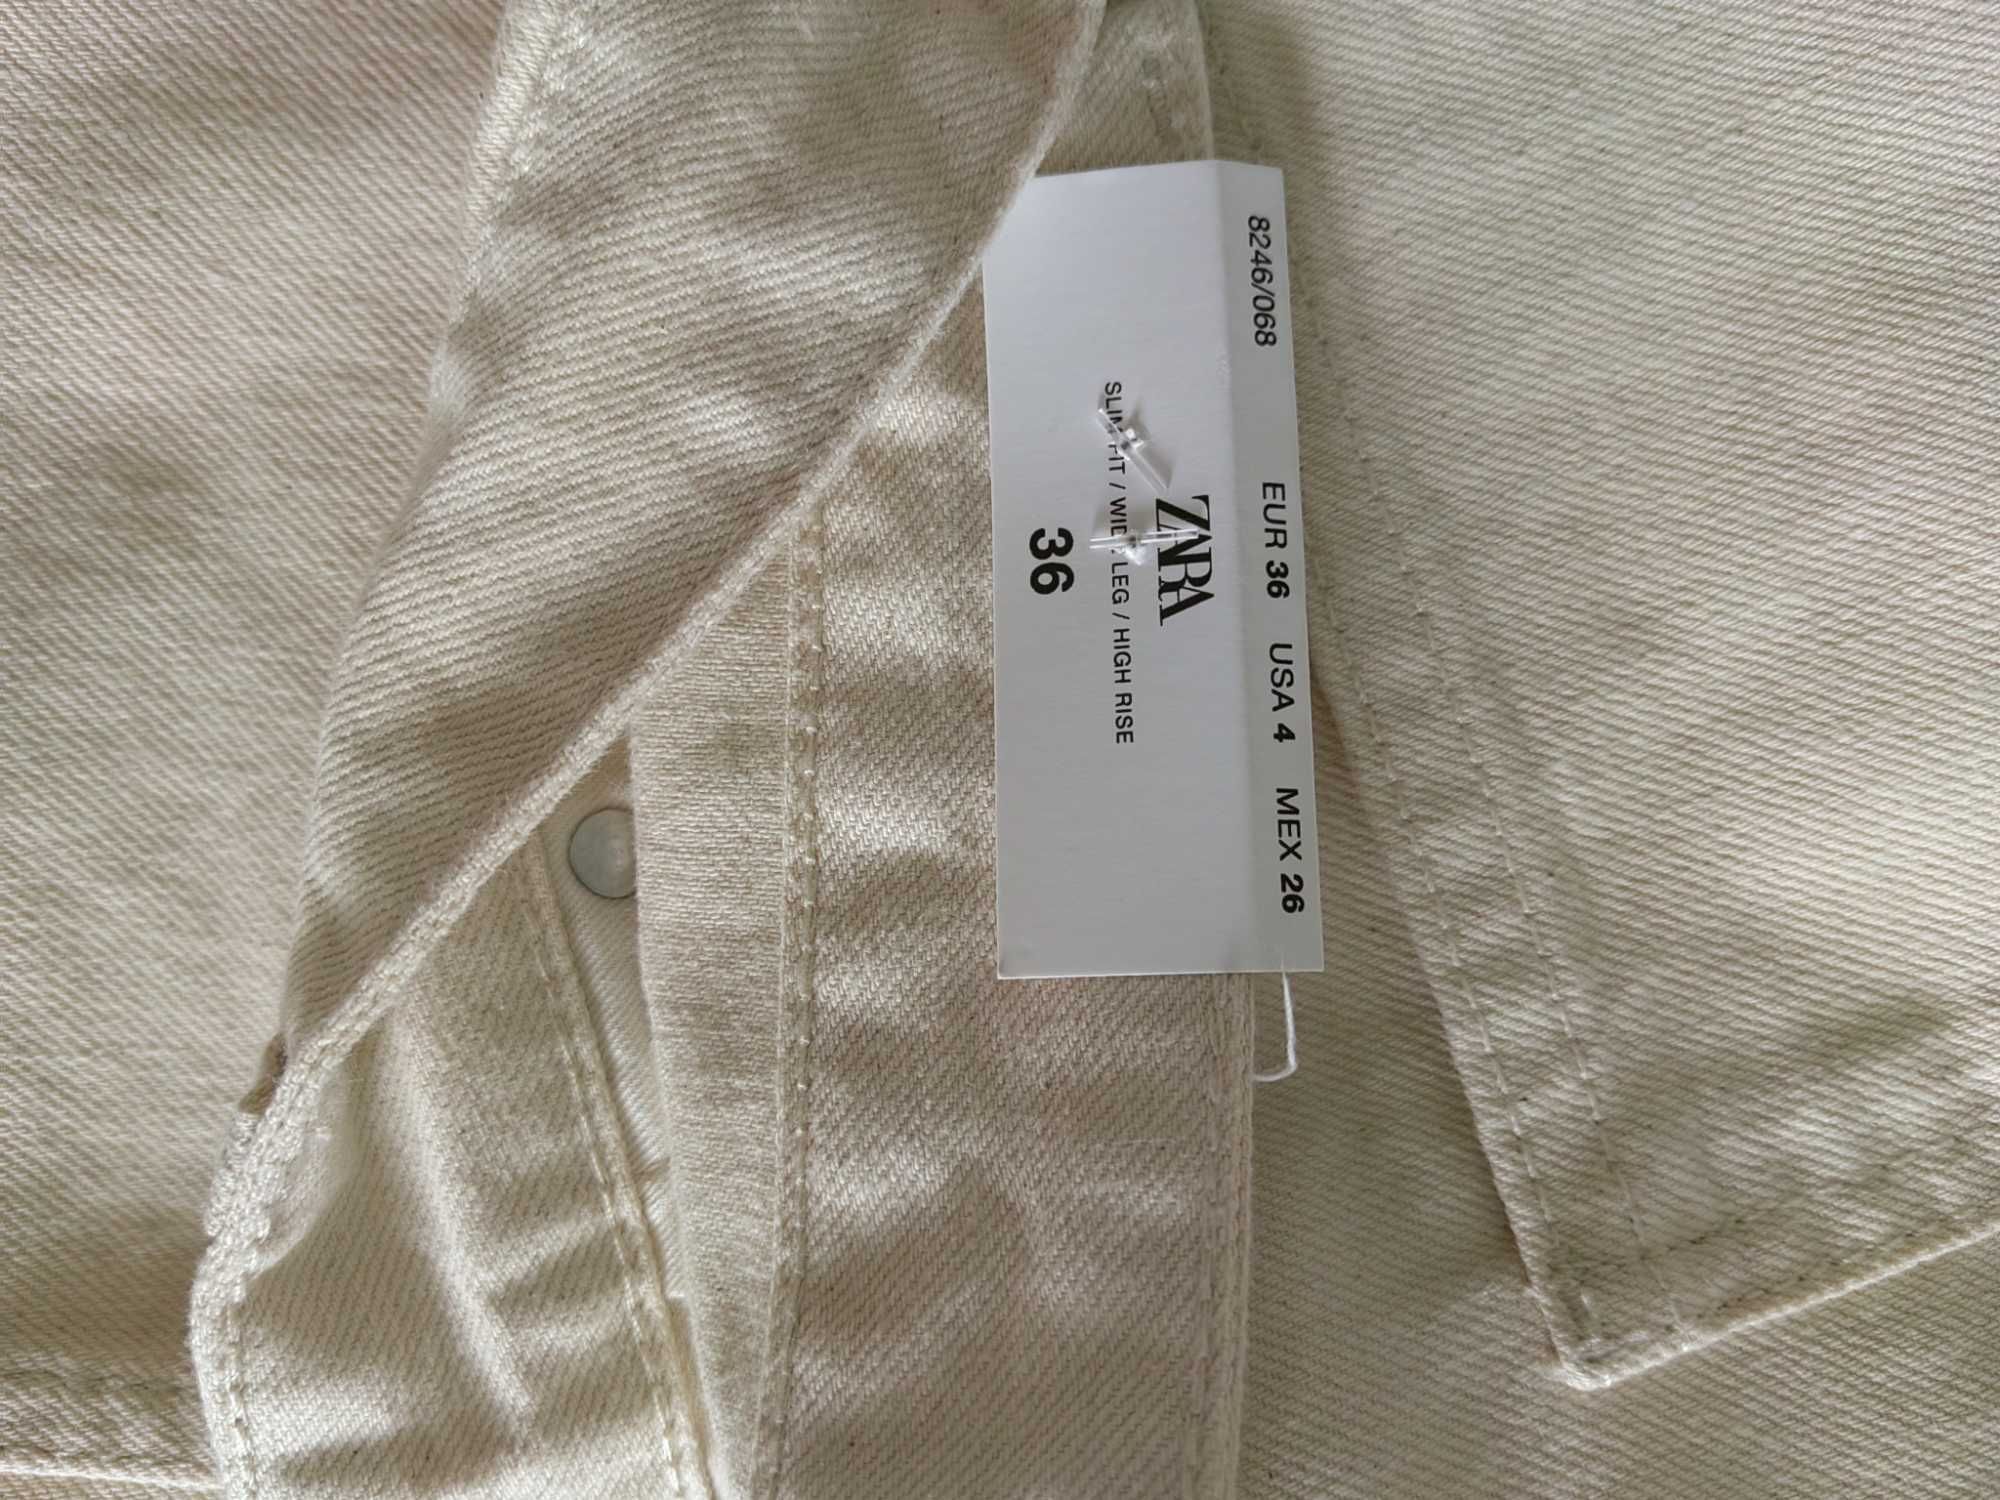 8246/068 EUR 36 USA 4 MEX 26
ZARA
SLIM FIT / WIDE LEG / HIGH RISE
36